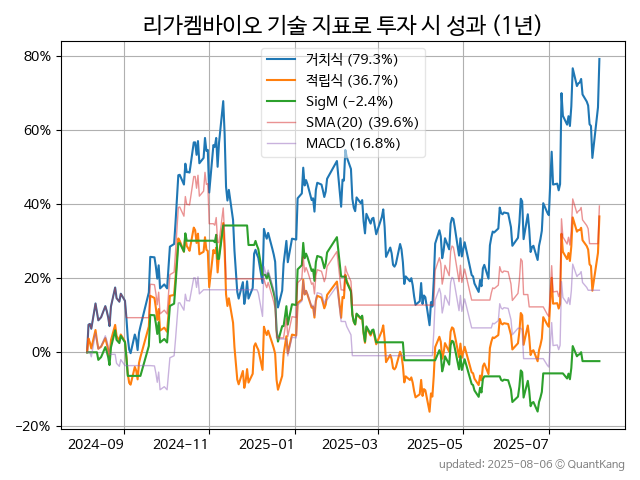 리가켐바이오 기술 지표로 투자 시 성과 (1년)
거치식 (79.3%)
적립식 (36.7%)
SigM (-2.4%)
SMA(20) (39.6%)
MACD (16.8%)
80%
60%
40%
20%
0%
-20%
2024-09
2024-11
2025-01
2025-03
2025-05
2025-07
updated: 2025-08-06 © QuantKang